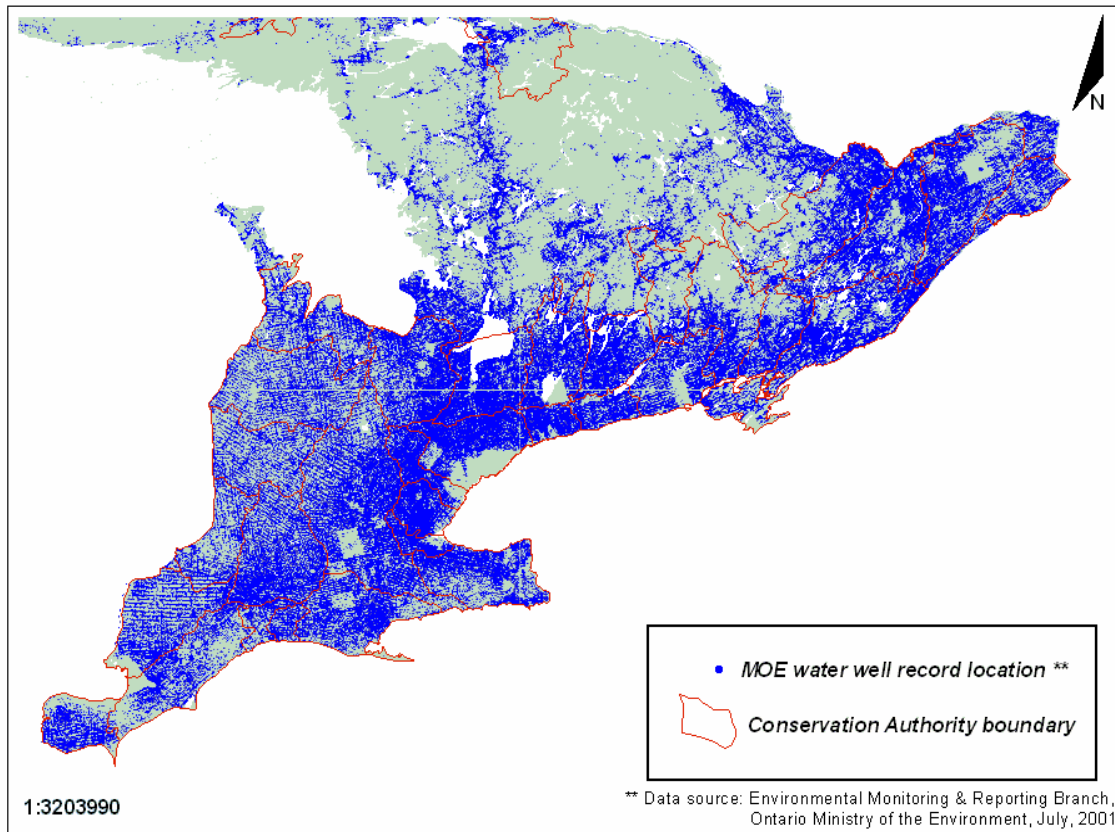 N
MOE water well record location **
Conservation Authority boundary
1:3203990
** Data source: Environmental Monitoring & Reporting Branch,
Ontario Ministry of the Environment, July, 2001